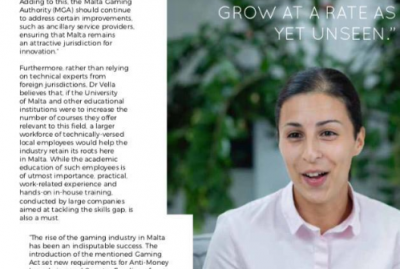 Adding to this, the Malta Gaming
Authority (MGA) should continue
to address certain improvements,
such as ancillary service providers,
ensuring that Malta remains
an attractive jurisdiction for
innovation.”
Furthermore, rather than relying
on technical experts from
foreign jurisdictions, Dr Vella
believes that, if the University
of Malta and other educational
institutions were to increase the
number of courses they offer
relevant to this field, a larger
workforce of technically-versed
local employees would help the
industry retain its roots here
in Malta. While the academic
education of such employees is
of utmost importance, practical,
work-related experience and
hands-on in-house training,
conducted by large companies
aimed at tackling the skills gap, is
also a must.
“The rise of the gaming industry in Malta
has been an indisputable success. The
introduction of the mentioned Gaming
Act set new requirements for Anti-Money
GROW AT A RATE AS
YET UNSEEN.”